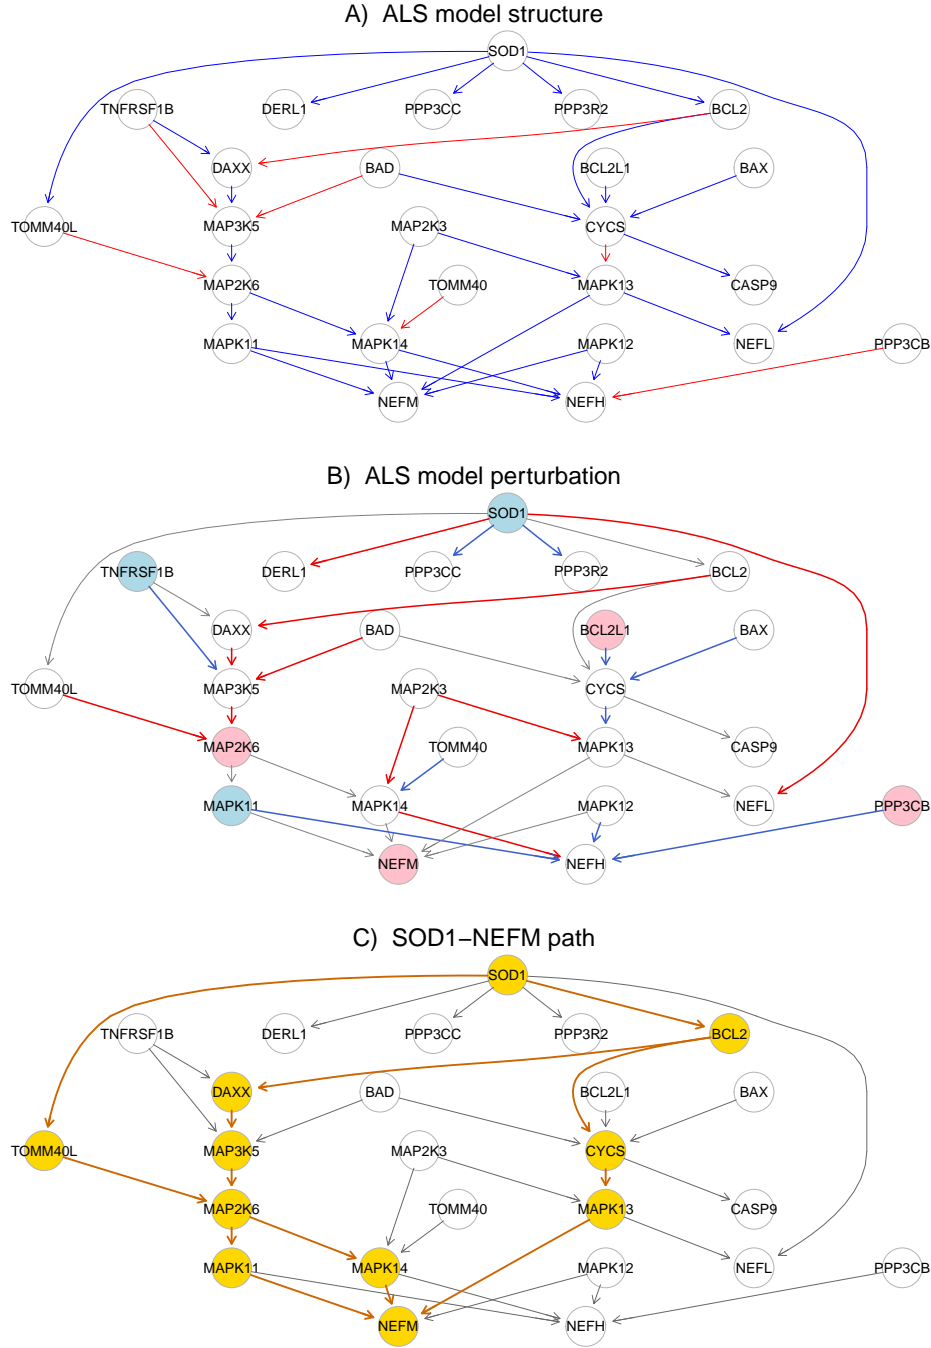 A) ALS model structure
SOD1
TNFRSF1B DERL1 PPP3CC PPP3R2 BCL2
DAXX BAD BCL2L1 BAX
TOMM40L MAP3K5 MAP2K3 CYCS
MAP2K6 TOMM40 MAPK13 CASP9
MAPK11 MAPK14 MAPK12 NEFL PPP3CB
NEFM NEFH
B) ALS model perturbation
SOD1
TNFRSF1B DERL1 PPP3CC PPP3R2 BCL2
DAXX BAD BCL2L1 BAX
TOMM40L MAP3K5 MAP2K3 CYCS
MAP2K6 TOMM40 MAPK13 CASP9
MAPK11 MAPK14 MAPK12 NEFL PPP3CB
NEFM NEFH
C) SOD1−NEFM path
SOD1
TNFRSF1B DERL1 PPP3CC PPP3R2 BCL2
DAXX BAD BCL2L1 BAX
TOMM40L MAP3K5 MAP2K3 CYCS
MAP2K6 TOMM40 MAPK13 CASP9
MAPK11 MAPK14 MAPK12 NEFL PPP3CB
NEFM NEFH